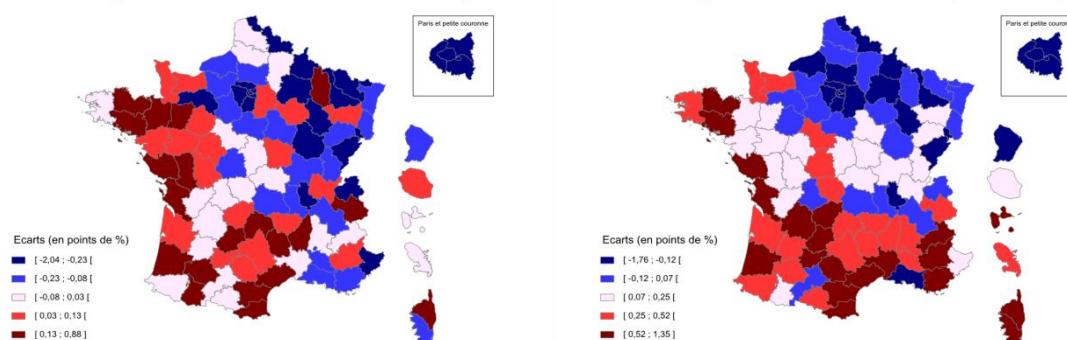 Paris et petite couronne
Ecarts (en points de %)
[ -2,04 ; -0,23 [
[ -0,23 ; -0,08 [
[ -0,08 ; 0,03 [
[ 0,03 ; 0,13 [
[ 0,13 ; 0,88 [
Paris et petite couron
Ecarts (en points de %)
[ -1,76 ; -0,12 [
[ -0,12 ; 0,07 [
[ 0,07 ; 0,25 [
[ 0,25 ; 0,52 [
[ 0,52 ; 1,35 [